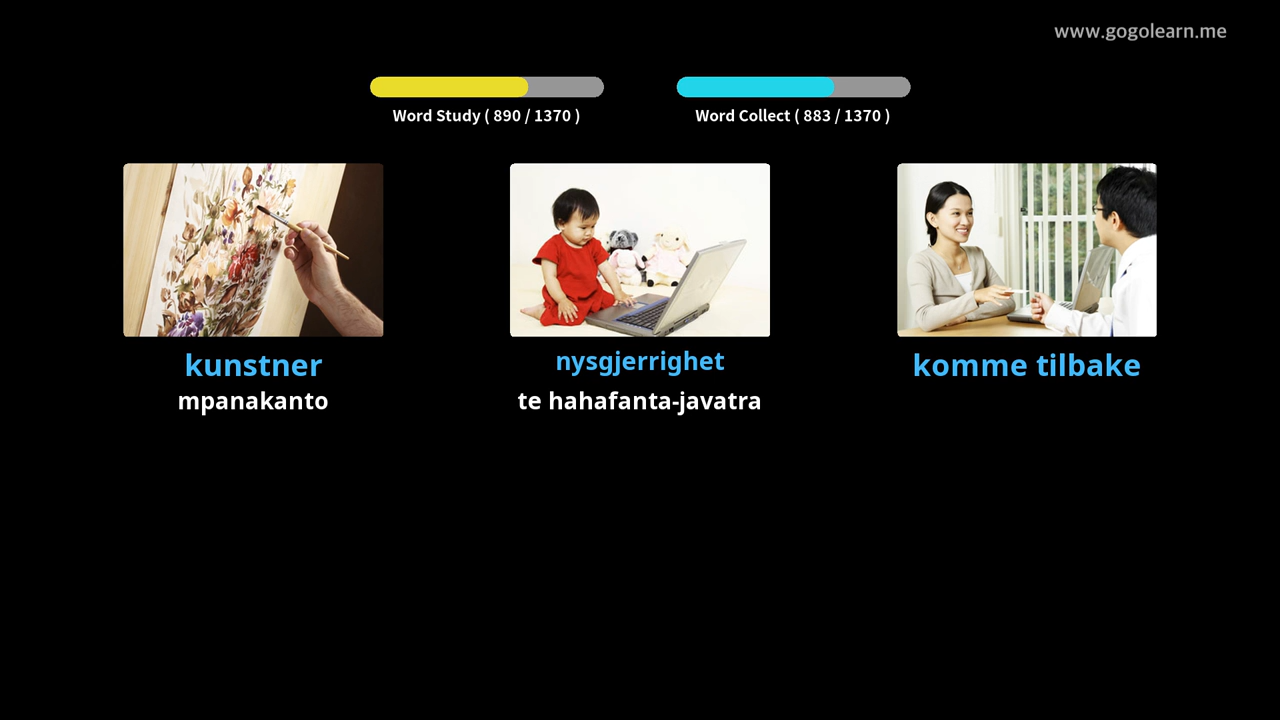 www.gogolearn.me
Word Study ( 890 / 1370 )
Word Collect ( 883 / 1370 )
kunstner
mpanakanto
nysgjerrighet
te hahafanta-javatra
komme tilbake